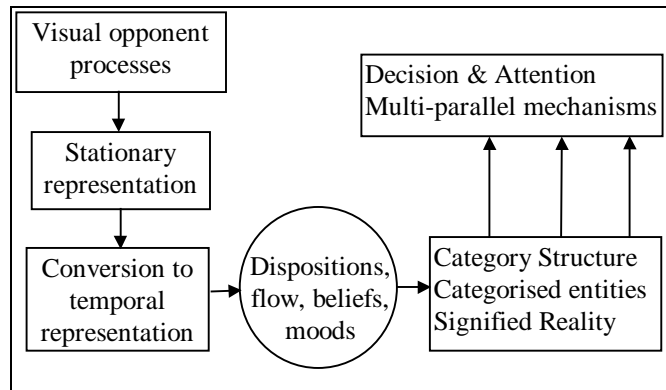 Visual opponent
processes
Stationary
representation
Conversion to
temporal
representation
Dispositions,
flow, beliefs,
moods
Category Structure
Categorised entities
Signified Reality
Decision & Attention
Multi-parallel mechanisms